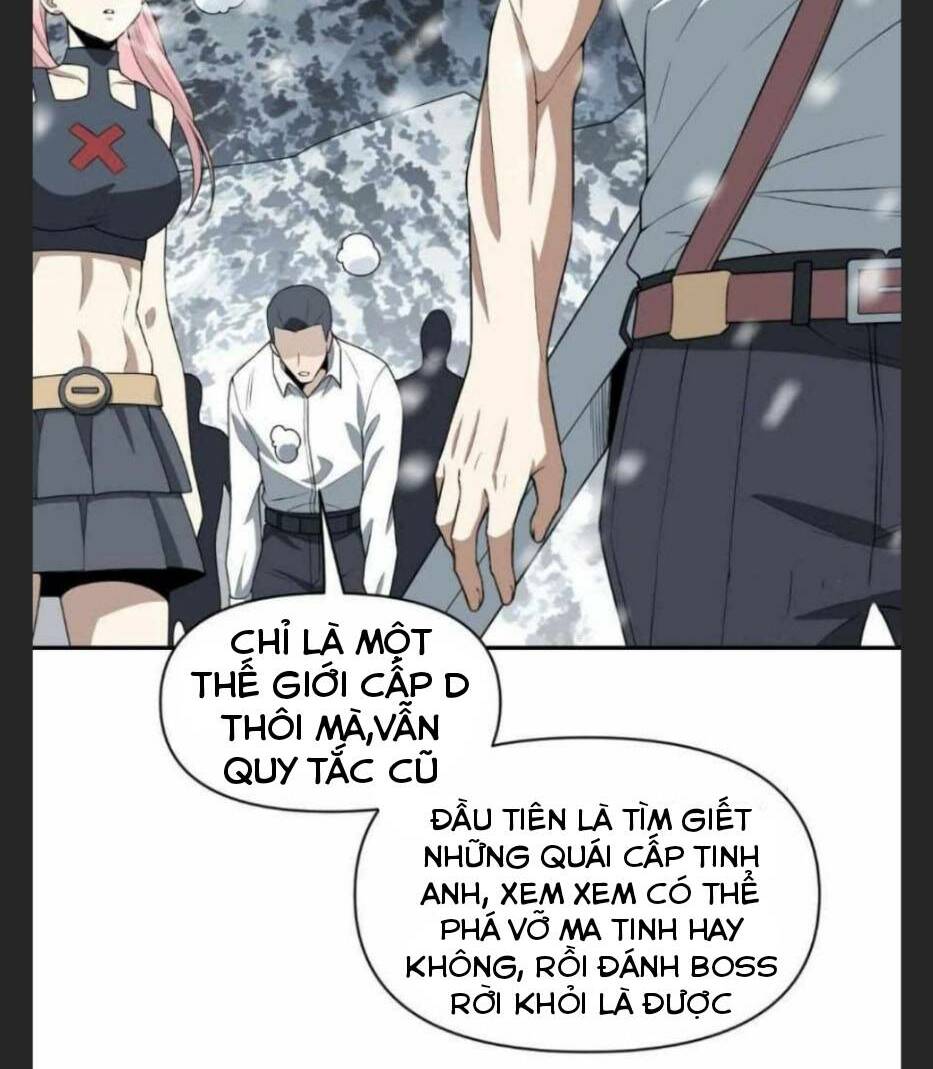 CHỈ LÀ MỘT
THẾ GIỚI CẤP D
THÔI MÀ,VẪN
QUY TẮC CŨ
ĐẦU TIÊN LÀ TÌM GIẾT
NHỮNG QUÁI CẤP TINH
ANH, XEM XEM CÓ THỂ
PHÁ VỠ MA TINH HAY
KHÔNG, RỒI ĐÁNH BOSS
RỜI KHỎI LÀ ĐƯỢC